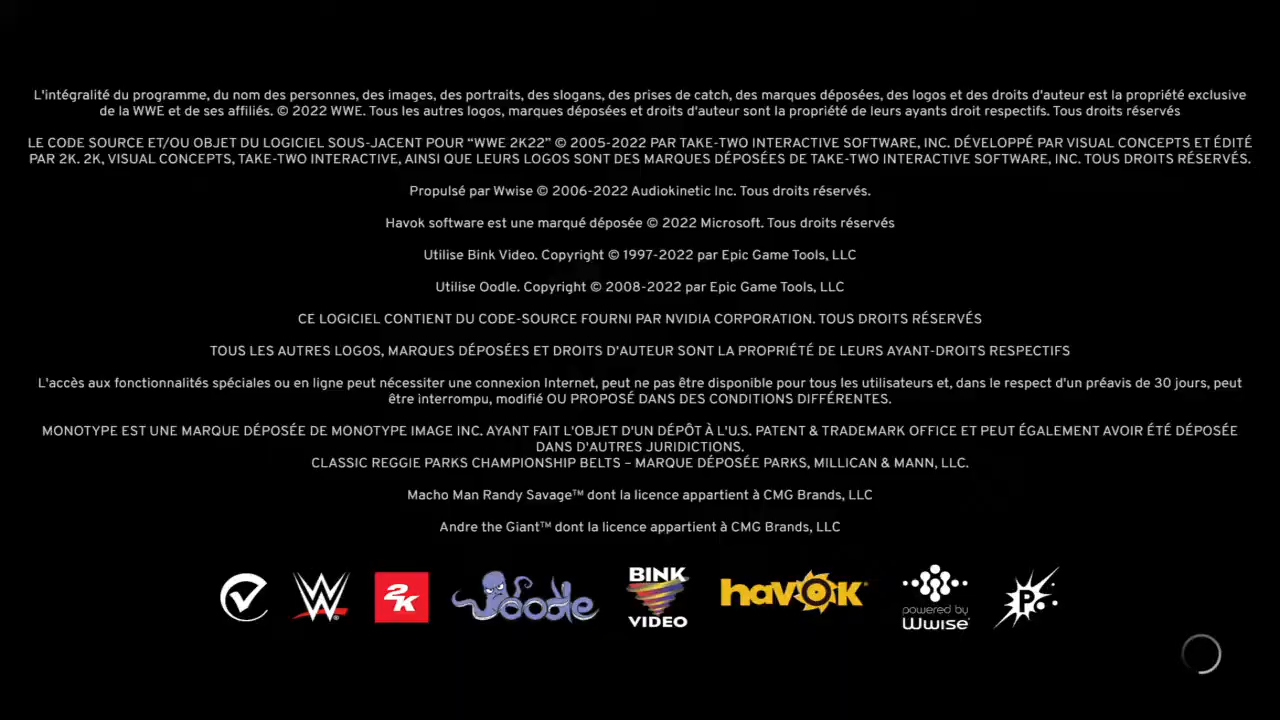 L'intégralité du programme, du nom des personnes, des images, des portraits, des slogans, des prises de catch, des marques déposées, des logos et des droits d'auteur est la propriété exclusive
de la WWE et de ses affiliés. © 2022 WWE. Tous les autres logos, marques déposées et droits d'auteur sont la propriété de leurs ayants droit respectifs. Tous droits réservés
LE CODE SOURCE ET/OU OBJET DU LOGICIEL SOUS-JACENT POUR “WWE 2K22” © 2005-2022 PAR TAKE-TWO INTERACTIVE SOFTWARE, INC. DÉVELOPPÉ PAR VISUAL CONCEPTS ET ÉDITÉ
PAR 2K. 2K, VISUAL CONCEPTS, TAKE-TWO INTERACTIVE, AINSI QUE LEURS LOGOS SONT DES MARQUES DÉPOSÉES DE TAKE-TWO INTERACTIVE SOFTWARE, INC. TOUS DROITS RÉSERVÉS.
Propulsé par Wwise © 2006-2022 Audiokinetic Inc. Tous droits réservés.
Havok software est une marqué déposée © 2022 Microsoft. Tous droits réservés
Utilise Bink Video. Copyright © 1997-2022 par Epic Game Tools, LLC
Utilise Oodle. Copyright © 2008-2022 par Epic Game Tools, LLC
CE LOGICIEL CONTIENT DU CODE-SOURCE FOURNI PAR NVIDIA CORPORATION. TOUS DROITS RÉSERVÉS
TOUS LES AUTRES LOGOS, MARQUES DÉPOSÉES ET DROITS D'AUTEUR SONT LA PROPRIÉTÉ DE LEURS AYANT-DROITS RESPECTIFS
L'accès aux fonctionnalités spéciales ou en ligne peut nécessiter une connexion Internet, peut ne pas être disponible pour tous les utilisateurs et, dans le respect d'un préavis de 30 jours, peut
être interrompu, modifié OU PROPOSÉ DANS DES CONDITIONS DIFFÉRENTES.
MONOTYPE EST UNE MARQUE DÉPOSÉE DE MONOTYPE IMAGE INC. AYANT FAIT L'OBJET D'UN DÉPÔT À L'U.S. PATENT & TRADEMARK OFFICE ET PEUT ÉGALEMENT AVOIR ÉTÉ DÉPOSÉE
DANS D'AUTRES JURIDICTIONS.
CLASSIC REGGIE PARKS CHAMPIONSHIP BELTS – MARQUE DÉPOSÉE PARKS, MILLICAN & MANN, LLC.
Macho Man Randy Savage™ dont la licence appartient à CMG Brands, LLC
Andre the Giant™ dont la licence appartient à CMG Brands, LLC
W 2K oodle BINK VIDEO havok powered by Wwise P